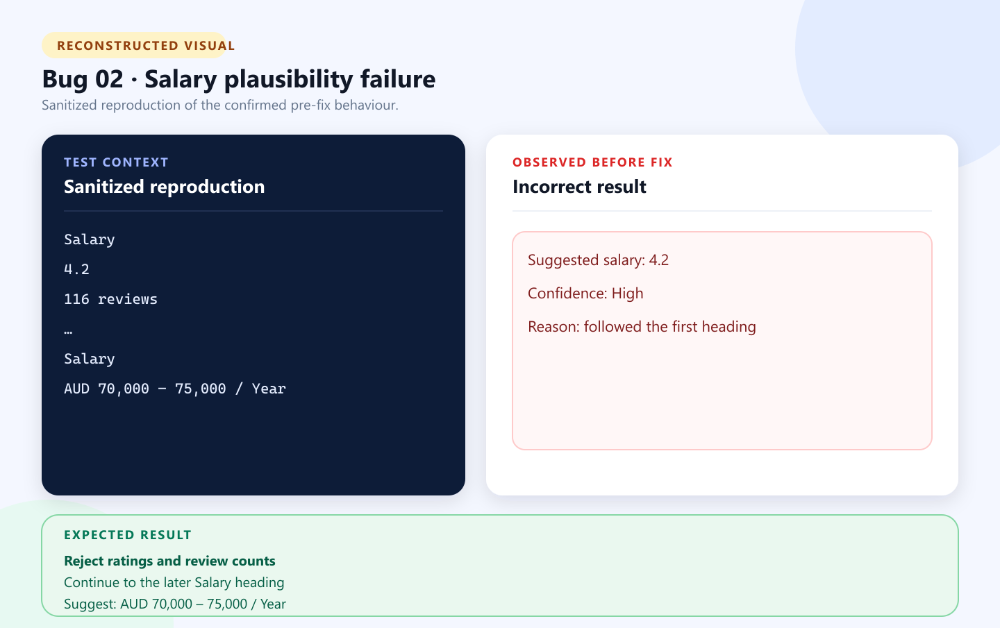 RECONSTRUCTED VISUAL
Bug 02 · Salary plausibility failure
Sanitized reproduction of the confirmed pre-fix behaviour.
TEST CONTEXT
Sanitized reproduction
Salary
4.2
116 reviews
…
Salary
AUD 70,000 – 75,000 / Year
OBSERVED BEFORE FIX
Incorrect result
Suggested salary: 4.2
Confidence: High
Reason: followed the first heading
EXPECTED RESULT
Reject ratings and review counts
Continue to the later Salary heading
Suggest: AUD 70,000 – 75,000 / Year